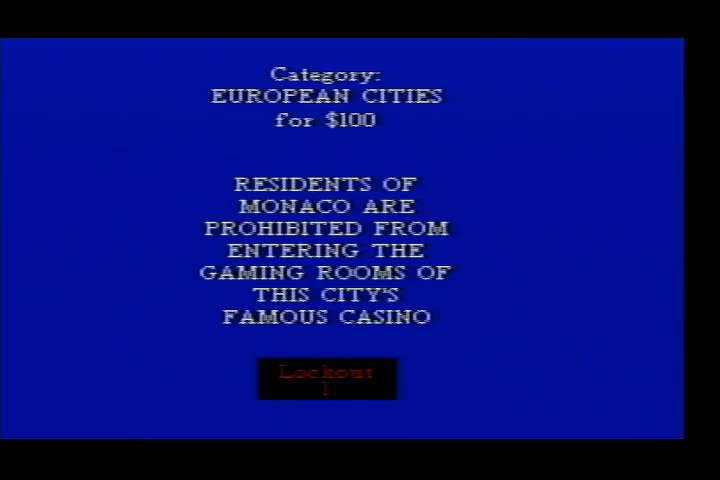 Category:
EUROPEAN CITIES
for $100
RESIDENTS OF
MONACO ARE
PROHIBITED FROM
ENTERING THE
GAMING ROOMS OF
THIS CITY'S
FAMOUS CASINO
Lockout
1